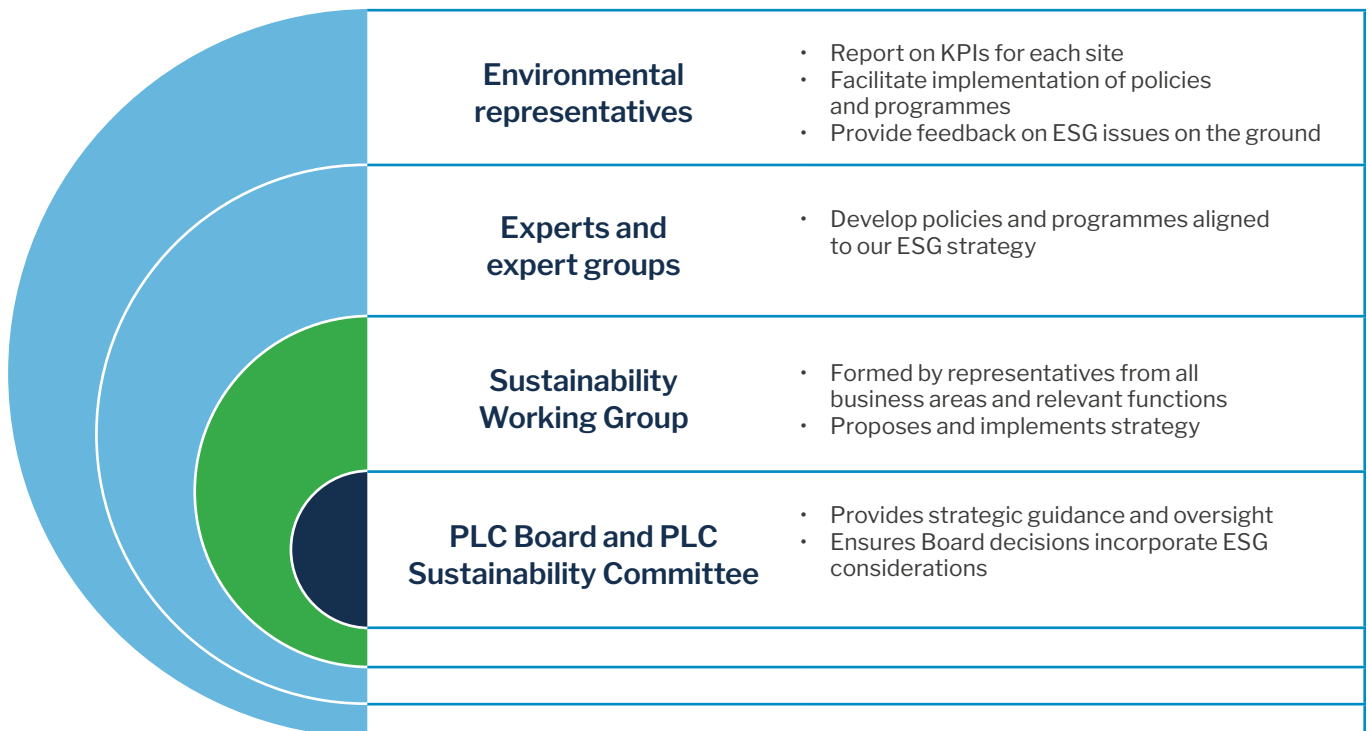 Environmental
representatives
• Report on KPIs for each site
• Facilitate implementation of policies
and programmes
• Provide feedback on ESG issues on the ground
Experts and
expert groups
• Develop policies and programmes aligned
to our ESG strategy
Sustainability
Working Group
• Formed by representatives from all
business areas and relevant functions
• Proposes and implements strategy
PLC Board and PLC
Sustainability Committee
• Provides strategic guidance and oversight
• Ensures Board decisions incorporate ESG
considerations